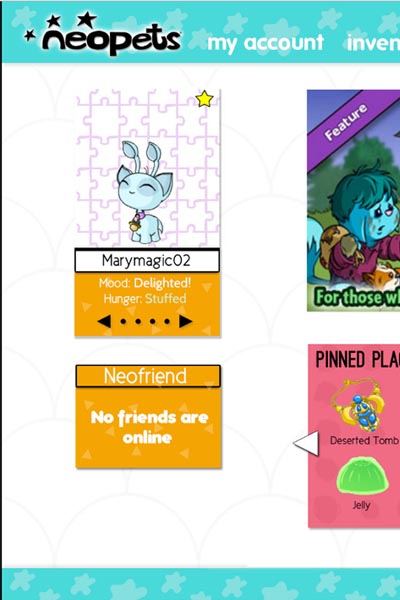 neopets
my account
inven
Feature
Marymagic02
Mood: Delighted!
Hunger: Stuffed
For those wh
Neofriend
No friends are
online
PINNED PLAC
Deserted Tomb
Jelly